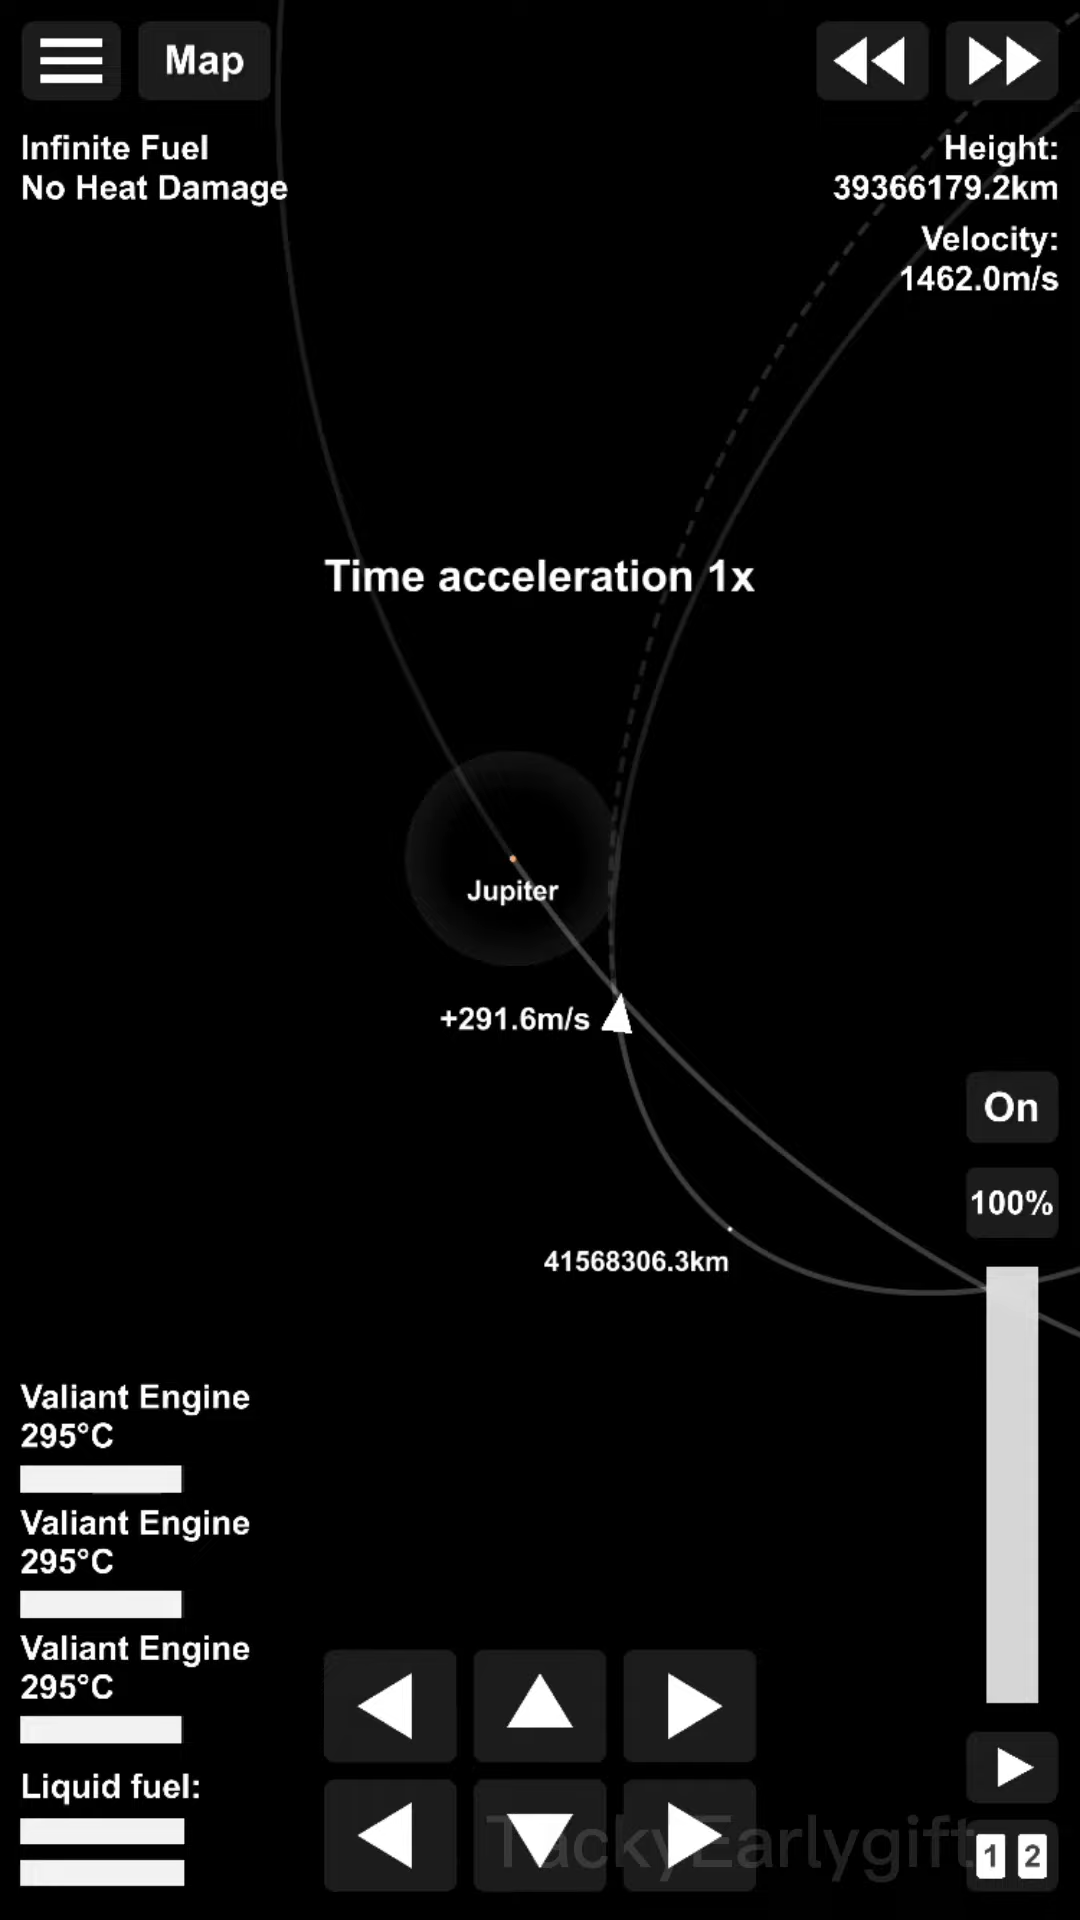 Map
Infinite Fuel
No Heat Damage
Height:
39366179.2km
Velocity:
1462.0m/s
Time acceleration 1x
Jupiter
+291.6m/s
On
100%
41568306.3km
Valiant Engine
295°C
Valiant Engine
295°C
Valiant Engine
295°C
Liquid fuel:
TackyEarlygift
1 2